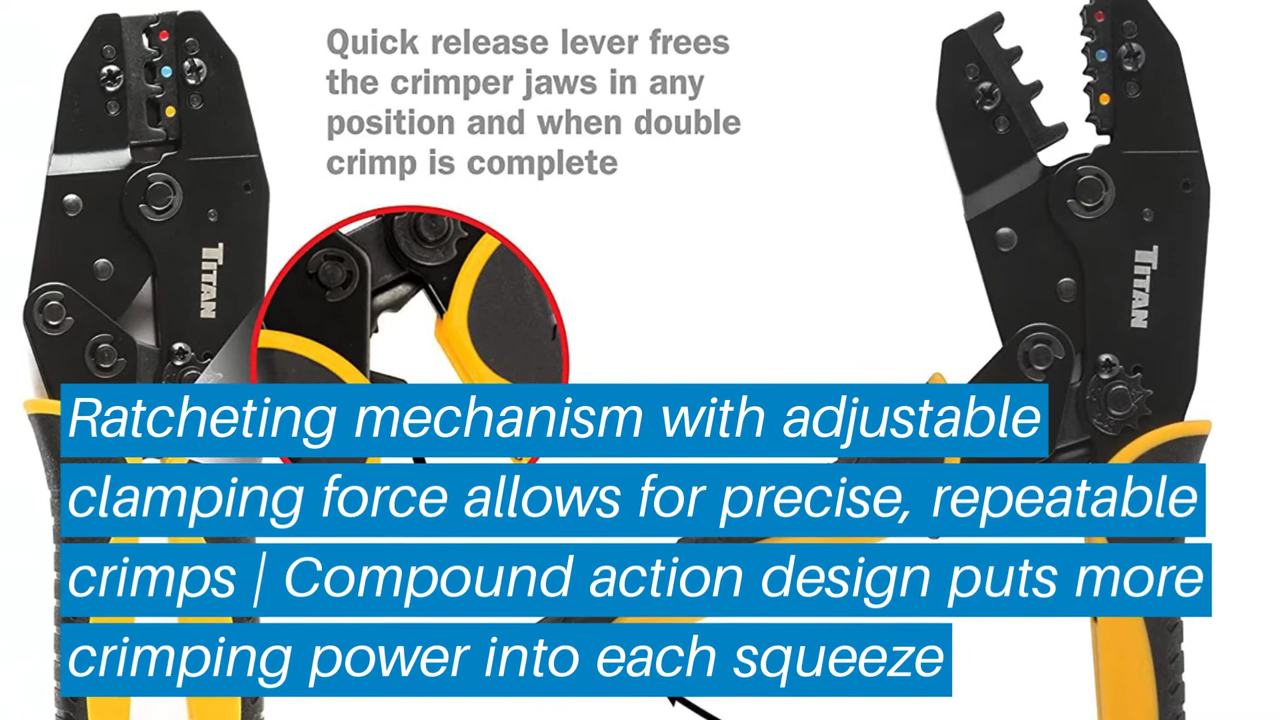 Quick release lever frees
the crimper jaws in any
position and when double
crimp is complete
TITAN
TITAN
Ratcheting mechanism with adjustable
clamping force allows for precise, repeatable
crimps | Compound action design puts more
crimping power into each squeeze